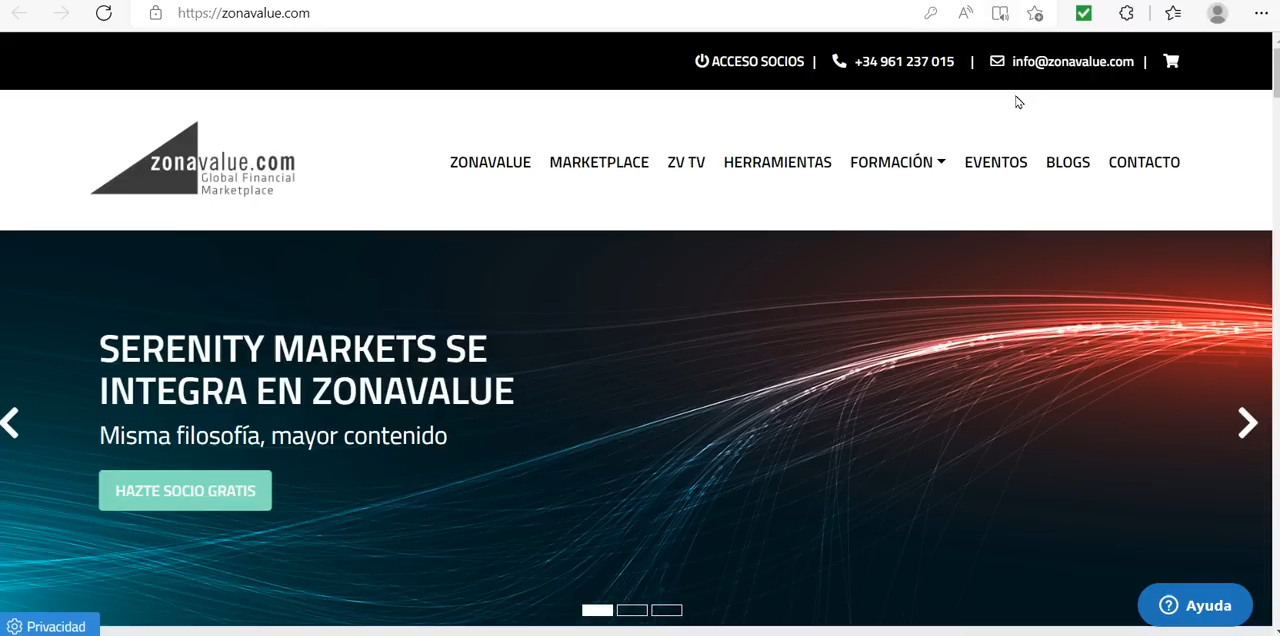 https://zonavalue.com
ACCESO SOCIOS | +34 961 237 015 | info@zonavalue.com |
zonavalue.com
Global Financial
Marketplace
ZONAVALUE MARKETPLACE ZV TV HERRAMIENTAS FORMACIÓN EVENTOS BLOGS CONTACTO
SERENITY MARKETS SE
INTEGRA EN ZONAVALUE
Misma filosofía, mayor contenido
HAZTE SOCIO GRATIS
Ayuda
Privacidad